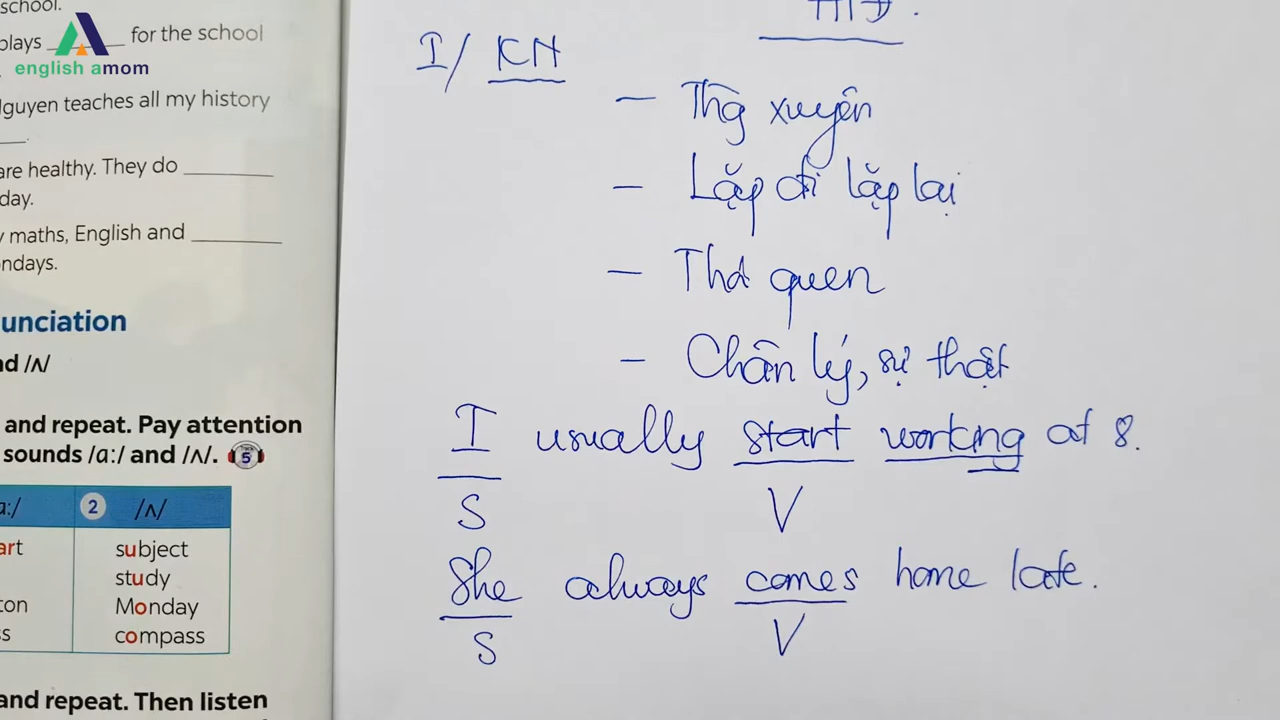 school.
plays ______ for the school
english amom
Nguyen teaches all my history
are healthy. They do ______
day.
maths, English and ______
ndays.
unciation
nd /ʌ/
and repeat. Pay attention
sounds /ɑː/ and /ʌ/. 5
ɑː/ 2 /ʌ/
art subject
study
ton Monday
s compass
and repeat. Then listen
I/ KN
– Thg xuyên
– Lặp đi lặp lại
– Thói quen
– Chân lý, sự thật
I usually start working at 8.
S V
She always comes home late.
S V